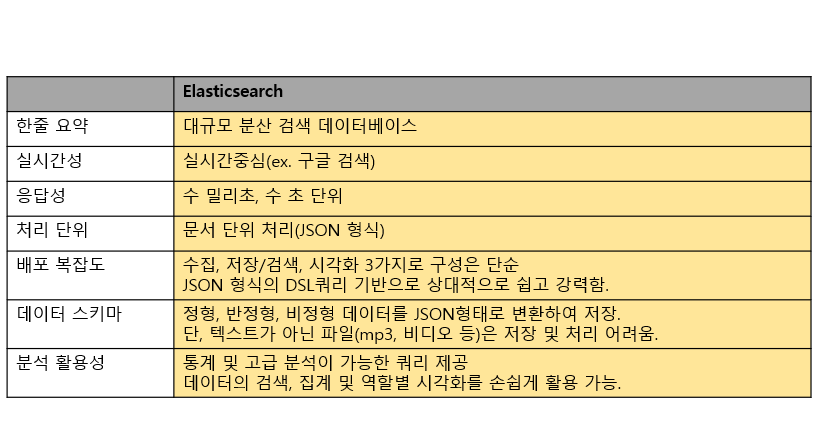 Elasticsearch
한줄 요약
대규모 분산 검색 데이터베이스
실시간성
실시간중심(ex. 구글 검색)
응답성
수 밀리초, 수 초 단위
처리 단위
문서 단위 처리(JSON 형식)
배포 복잡도
수집, 저장/검색, 시각화 3가지로 구성은 단순
JSON 형식의 DSL쿼리 기반으로 상대적으로 쉽고 강력함.
데이터 스키마
정형, 반정형, 비정형 데이터를 JSON형태로 변환하여 저장.
단, 텍스트가 아닌 파일(mp3, 비디오 등)은 저장 및 처리 어려움.
분석 활용성
통계 및 고급 분석이 가능한 쿼리 제공
데이터의 검색, 집계 및 역할별 시각화를 손쉽게 활용 가능.